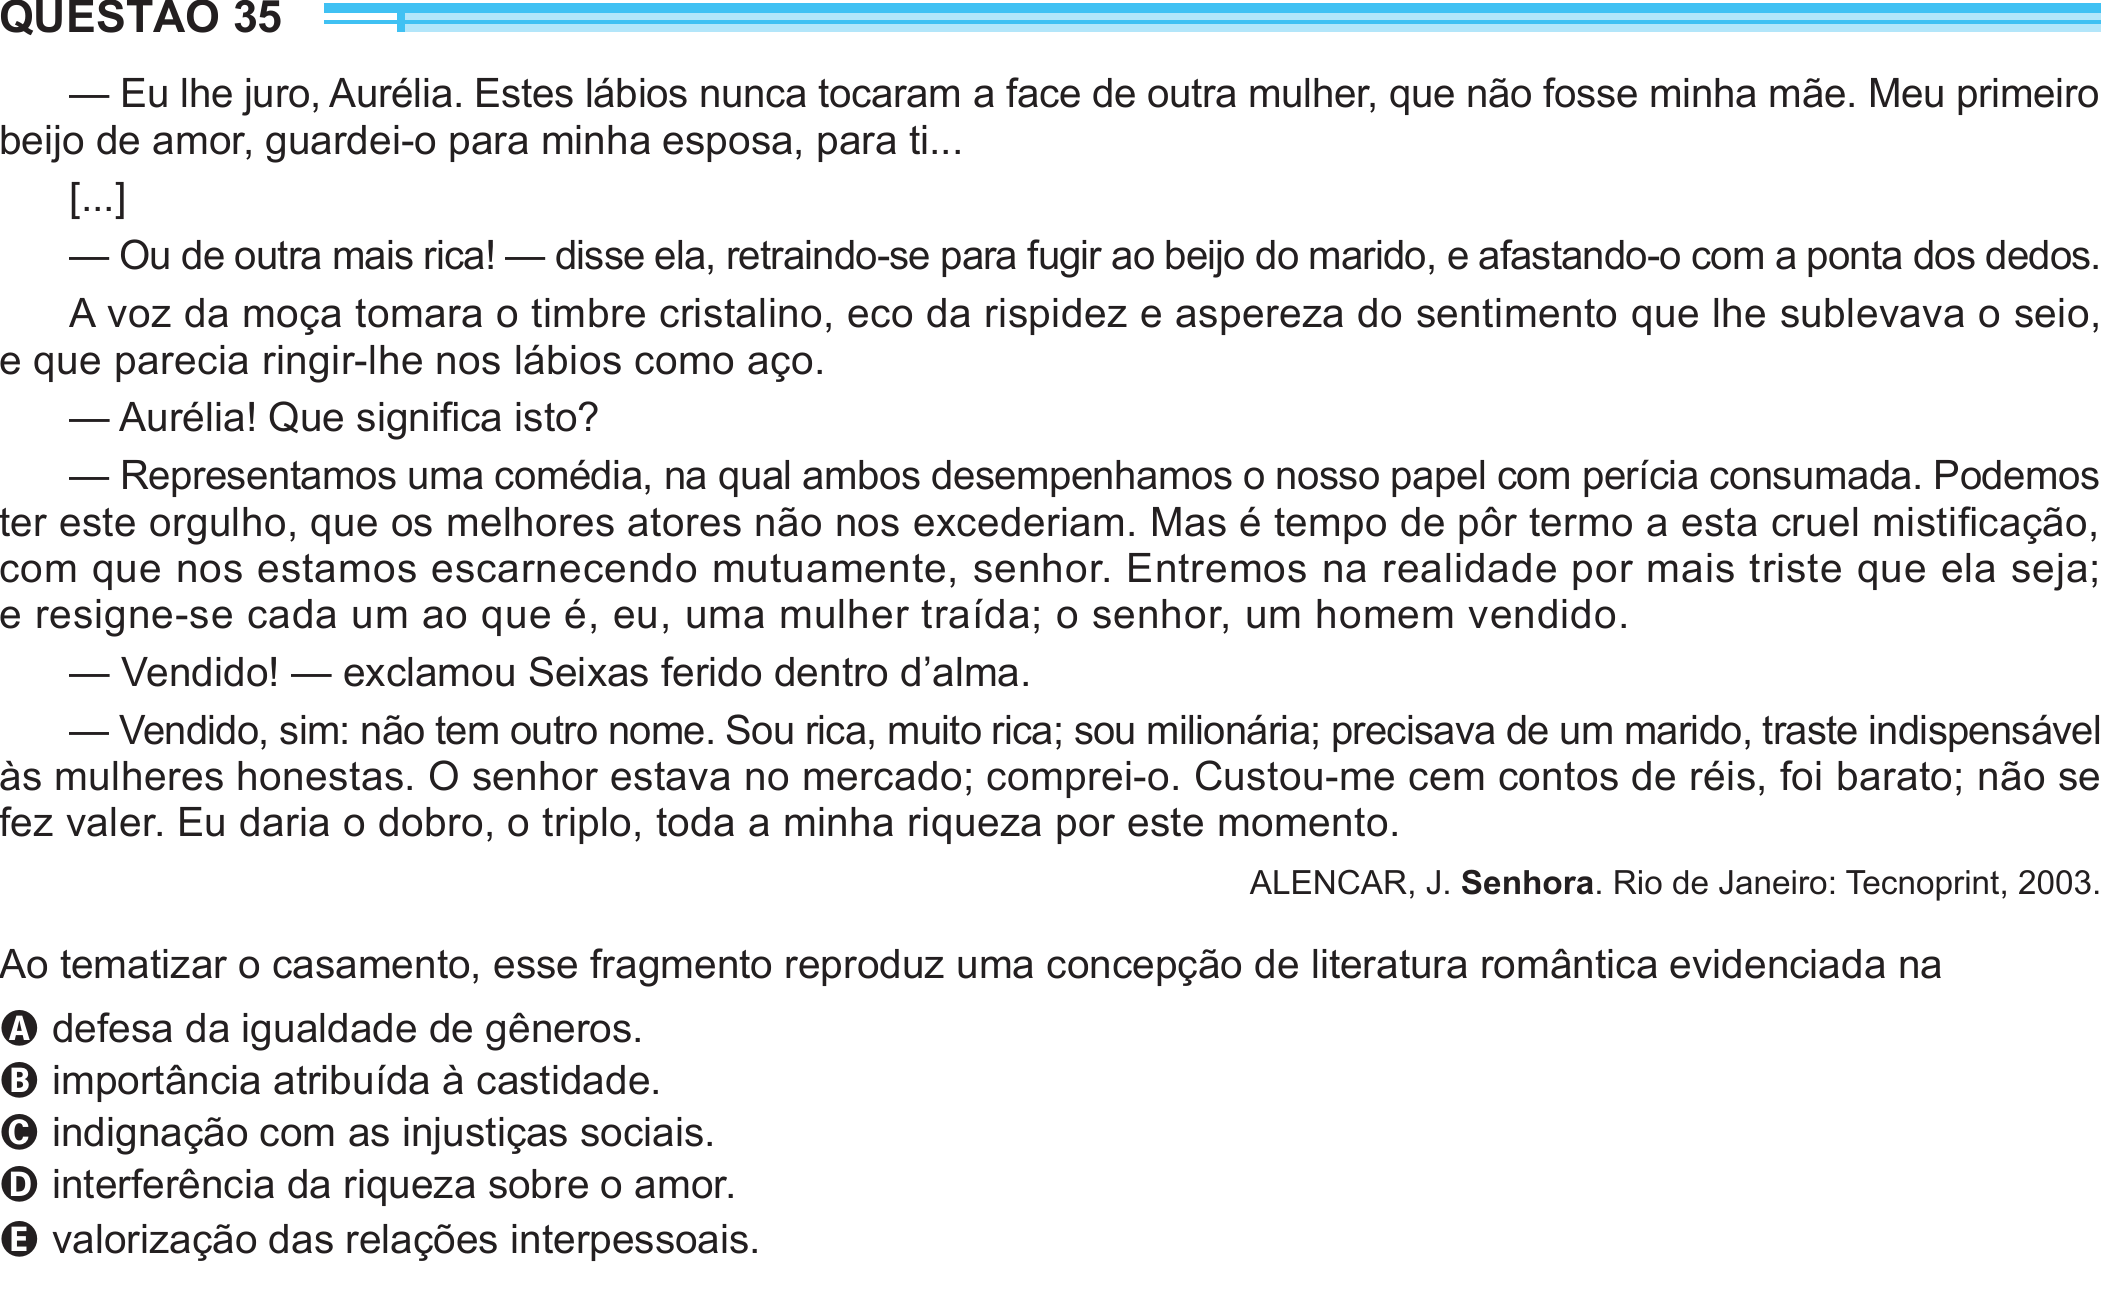 QUESTÃO 35
— Eu lhe juro, Aurélia. Estes lábios nunca tocaram a face de outra mulher, que não fosse minha mãe. Meu primeiro
beijo de amor, guardei-o para minha esposa, para ti...
[...]
— Ou de outra mais rica! — disse ela, retraindo-se para fugir ao beijo do marido, e afastando-o com a ponta dos dedos.
A voz da moça tomara o timbre cristalino, eco da rispidez e aspereza do sentimento que lhe sublevava o seio,
e que parecia ringir-lhe nos lábios como aço.
— Aurélia! Que significa isto?
— Representamos uma comédia, na qual ambos desempenhamos o nosso papel com perícia consumada. Podemos
ter este orgulho, que os melhores atores não nos excederiam. Mas é tempo de pôr termo a esta cruel mistificação,
com que nos estamos escarnecendo mutuamente, senhor. Entremos na realidade por mais triste que ela seja;
e resigne-se cada um ao que é, eu, uma mulher traída; o senhor, um homem vendido.
— Vendido! — exclamou Seixas ferido dentro d’alma.
— Vendido, sim: não tem outro nome. Sou rica, muito rica; sou milionária; precisava de um marido, traste indispensável
às mulheres honestas. O senhor estava no mercado; comprei-o. Custou-me cem contos de réis, foi barato; não se
fez valer. Eu daria o dobro, o triplo, toda a minha riqueza por este momento.
ALENCAR, J. Senhora. Rio de Janeiro: Tecnoprint, 2003.
Ao tematizar o casamento, esse fragmento reproduz uma concepção de literatura romântica evidenciada na
A defesa da igualdade de gêneros.
B importância atribuída à castidade.
C indignação com as injustiças sociais.
D interferência da riqueza sobre o amor.
E valorização das relações interpessoais.